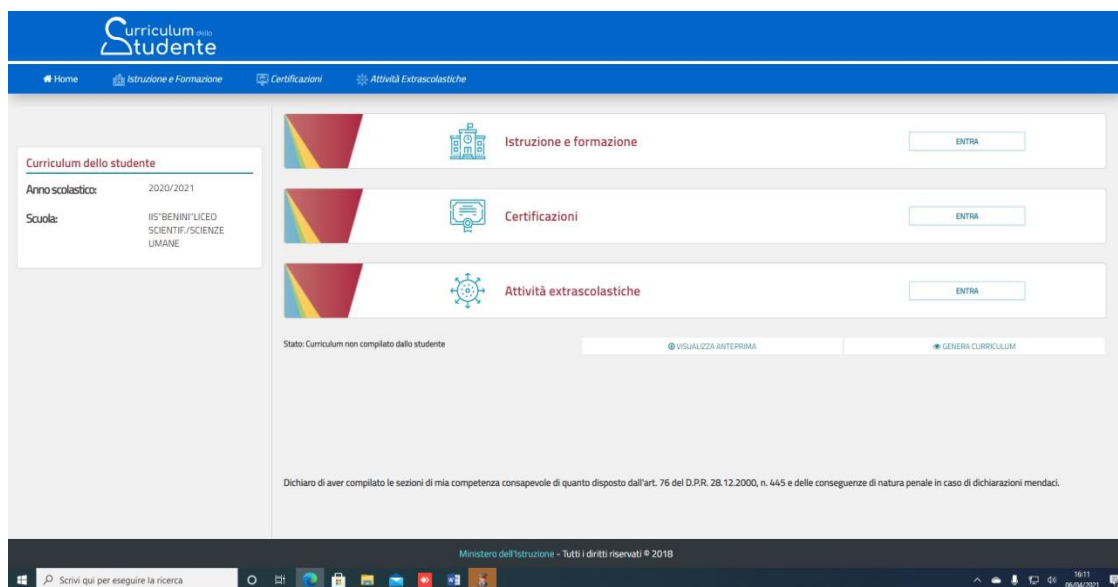 Curriculum dello
Studente
Home Istruzione e Formazione Certificazioni Attività Extrascolastiche
Curriculum dello studente
Anno scolastico: 2020/2021
Scuola: IIS"BENINI"LICEO
SCIENTIF./SCIENZE
UMANE
Istruzione e formazione ENTRA
Certificazioni ENTRA
Attività extrascolastiche ENTRA
Stato: Curriculum non compilato dallo studente VISUALIZZA ANTEPRIMA GENERA CURRICULUM
Dichiaro di aver compilato le sezioni di mia competenza consapevole di quanto disposto dall'art. 76 del D.P.R. 28.12.2000, n. 445 e delle conseguenze di natura penale in caso di dichiarazioni mendaci.
Ministero dell'Istruzione - Tutti i diritti riservati © 2018
Scrivi qui per eseguire la ricerca
16:11
06/04/2021